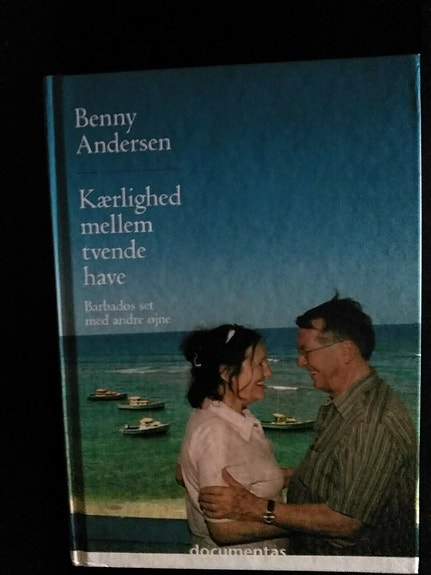 Benny
Andersen
Kærlighed
mellem
tvende
have
Barbados set
med andre øjne
documentas